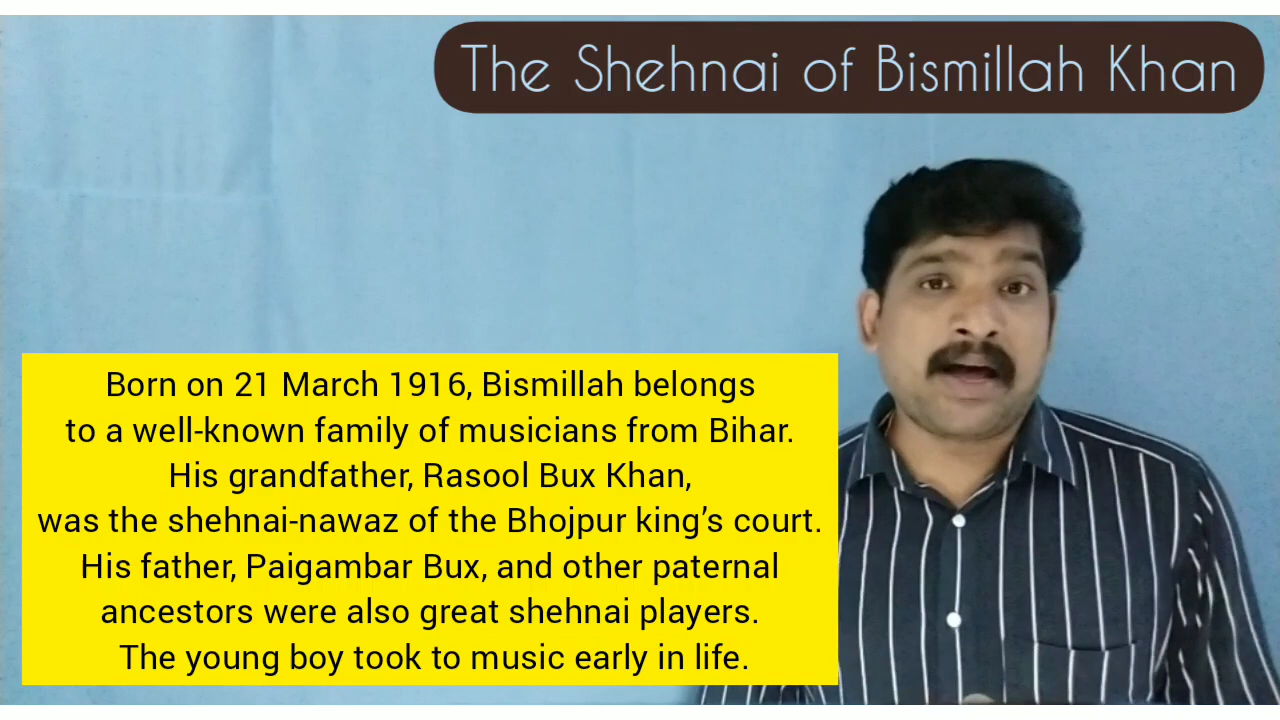 The Shehnai of Bismillah Khan
Born on 21 March 1916, Bismillah belongs
to a well-known family of musicians from Bihar.
His grandfather, Rasool Bux Khan,
was the shehnai-nawaz of the Bhojpur king’s court.
His father, Paigambar Bux, and other paternal
ancestors were also great shehnai players.
The young boy took to music early in life.